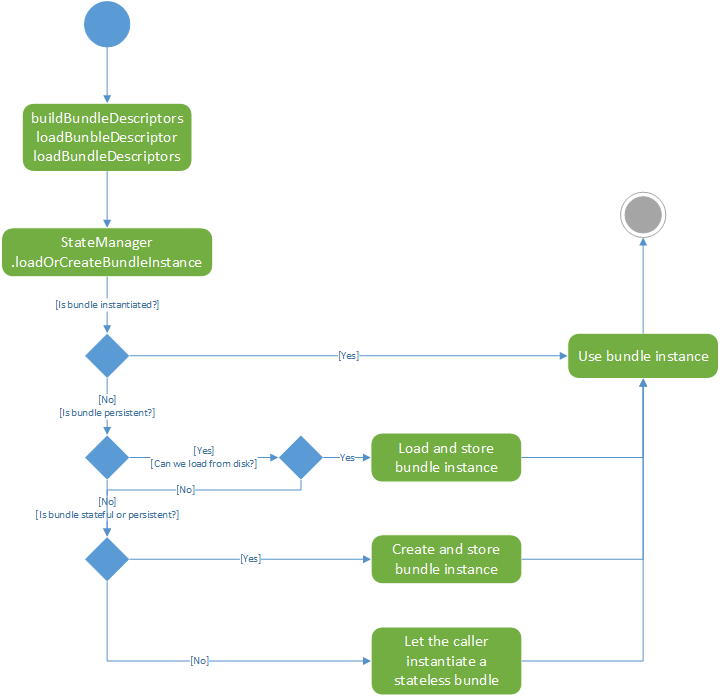 buildBundleDescriptors
loadBunbleDescriptor
loadBundleDescriptors
StateManager
.loadOrCreateBundleInstance
[Is bundle instantiated?]
[Yes]
Use bundle instance
[No]
[Is bundle persistent?]
[Yes]
[Can we load from disk?]
Yes
Load and store
bundle instance
[No]
[No]
[Is bundle stateful or persistent?]
[Yes]
Create and store
bundle instance
[No]
Let the caller
instantiate a
stateless bundle